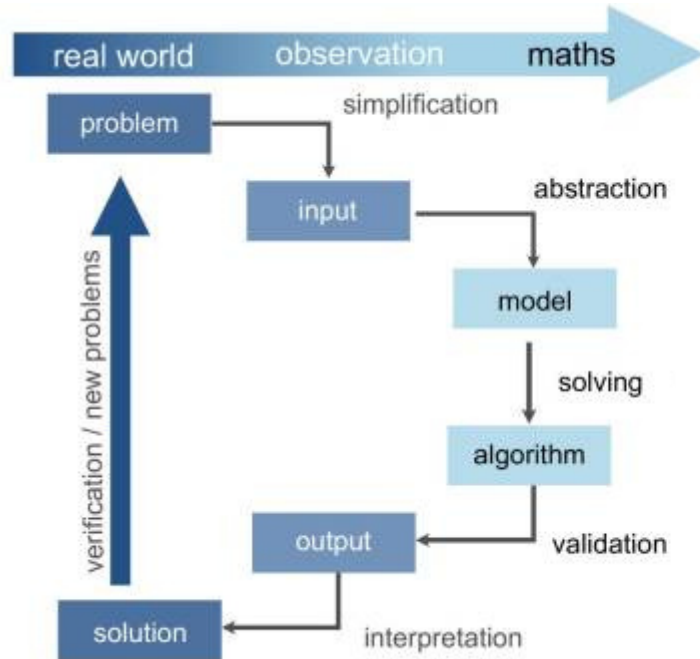 real world observation maths
problem
simplification
input
abstraction
model
solving
algorithm
validation
output
interpretation
solution
verification / new problems